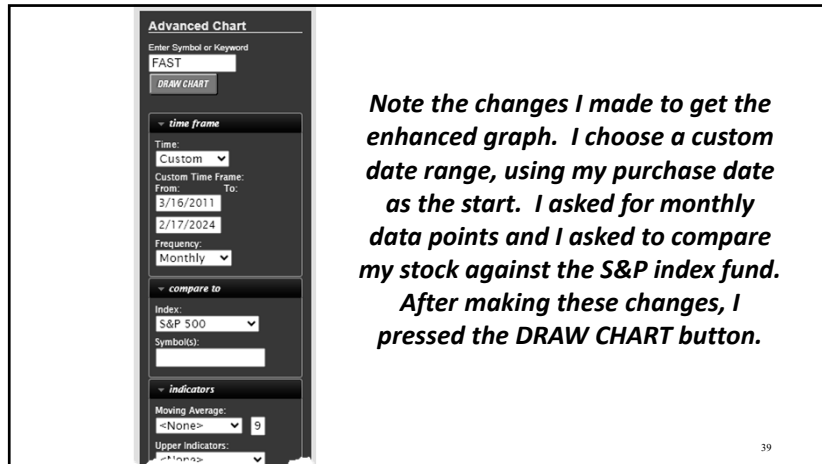 Advanced Chart
Enter Symbol or Keyword
FAST
DRAW CHART
time frame
Time:
Custom
Custom Time Frame:
From: To:
3/16/2011
2/17/2024
Frequency:
Monthly
compare to
Index:
S&P 500
Symbol(s):
indicators
Moving Average:
<None> 9
Upper Indicators:
<None>
Note the changes I made to get the
enhanced graph. I choose a custom
date range, using my purchase date
as the start. I asked for monthly
data points and I asked to compare
my stock against the S&P index fund.
After making these changes, I
pressed the DRAW CHART button.
39